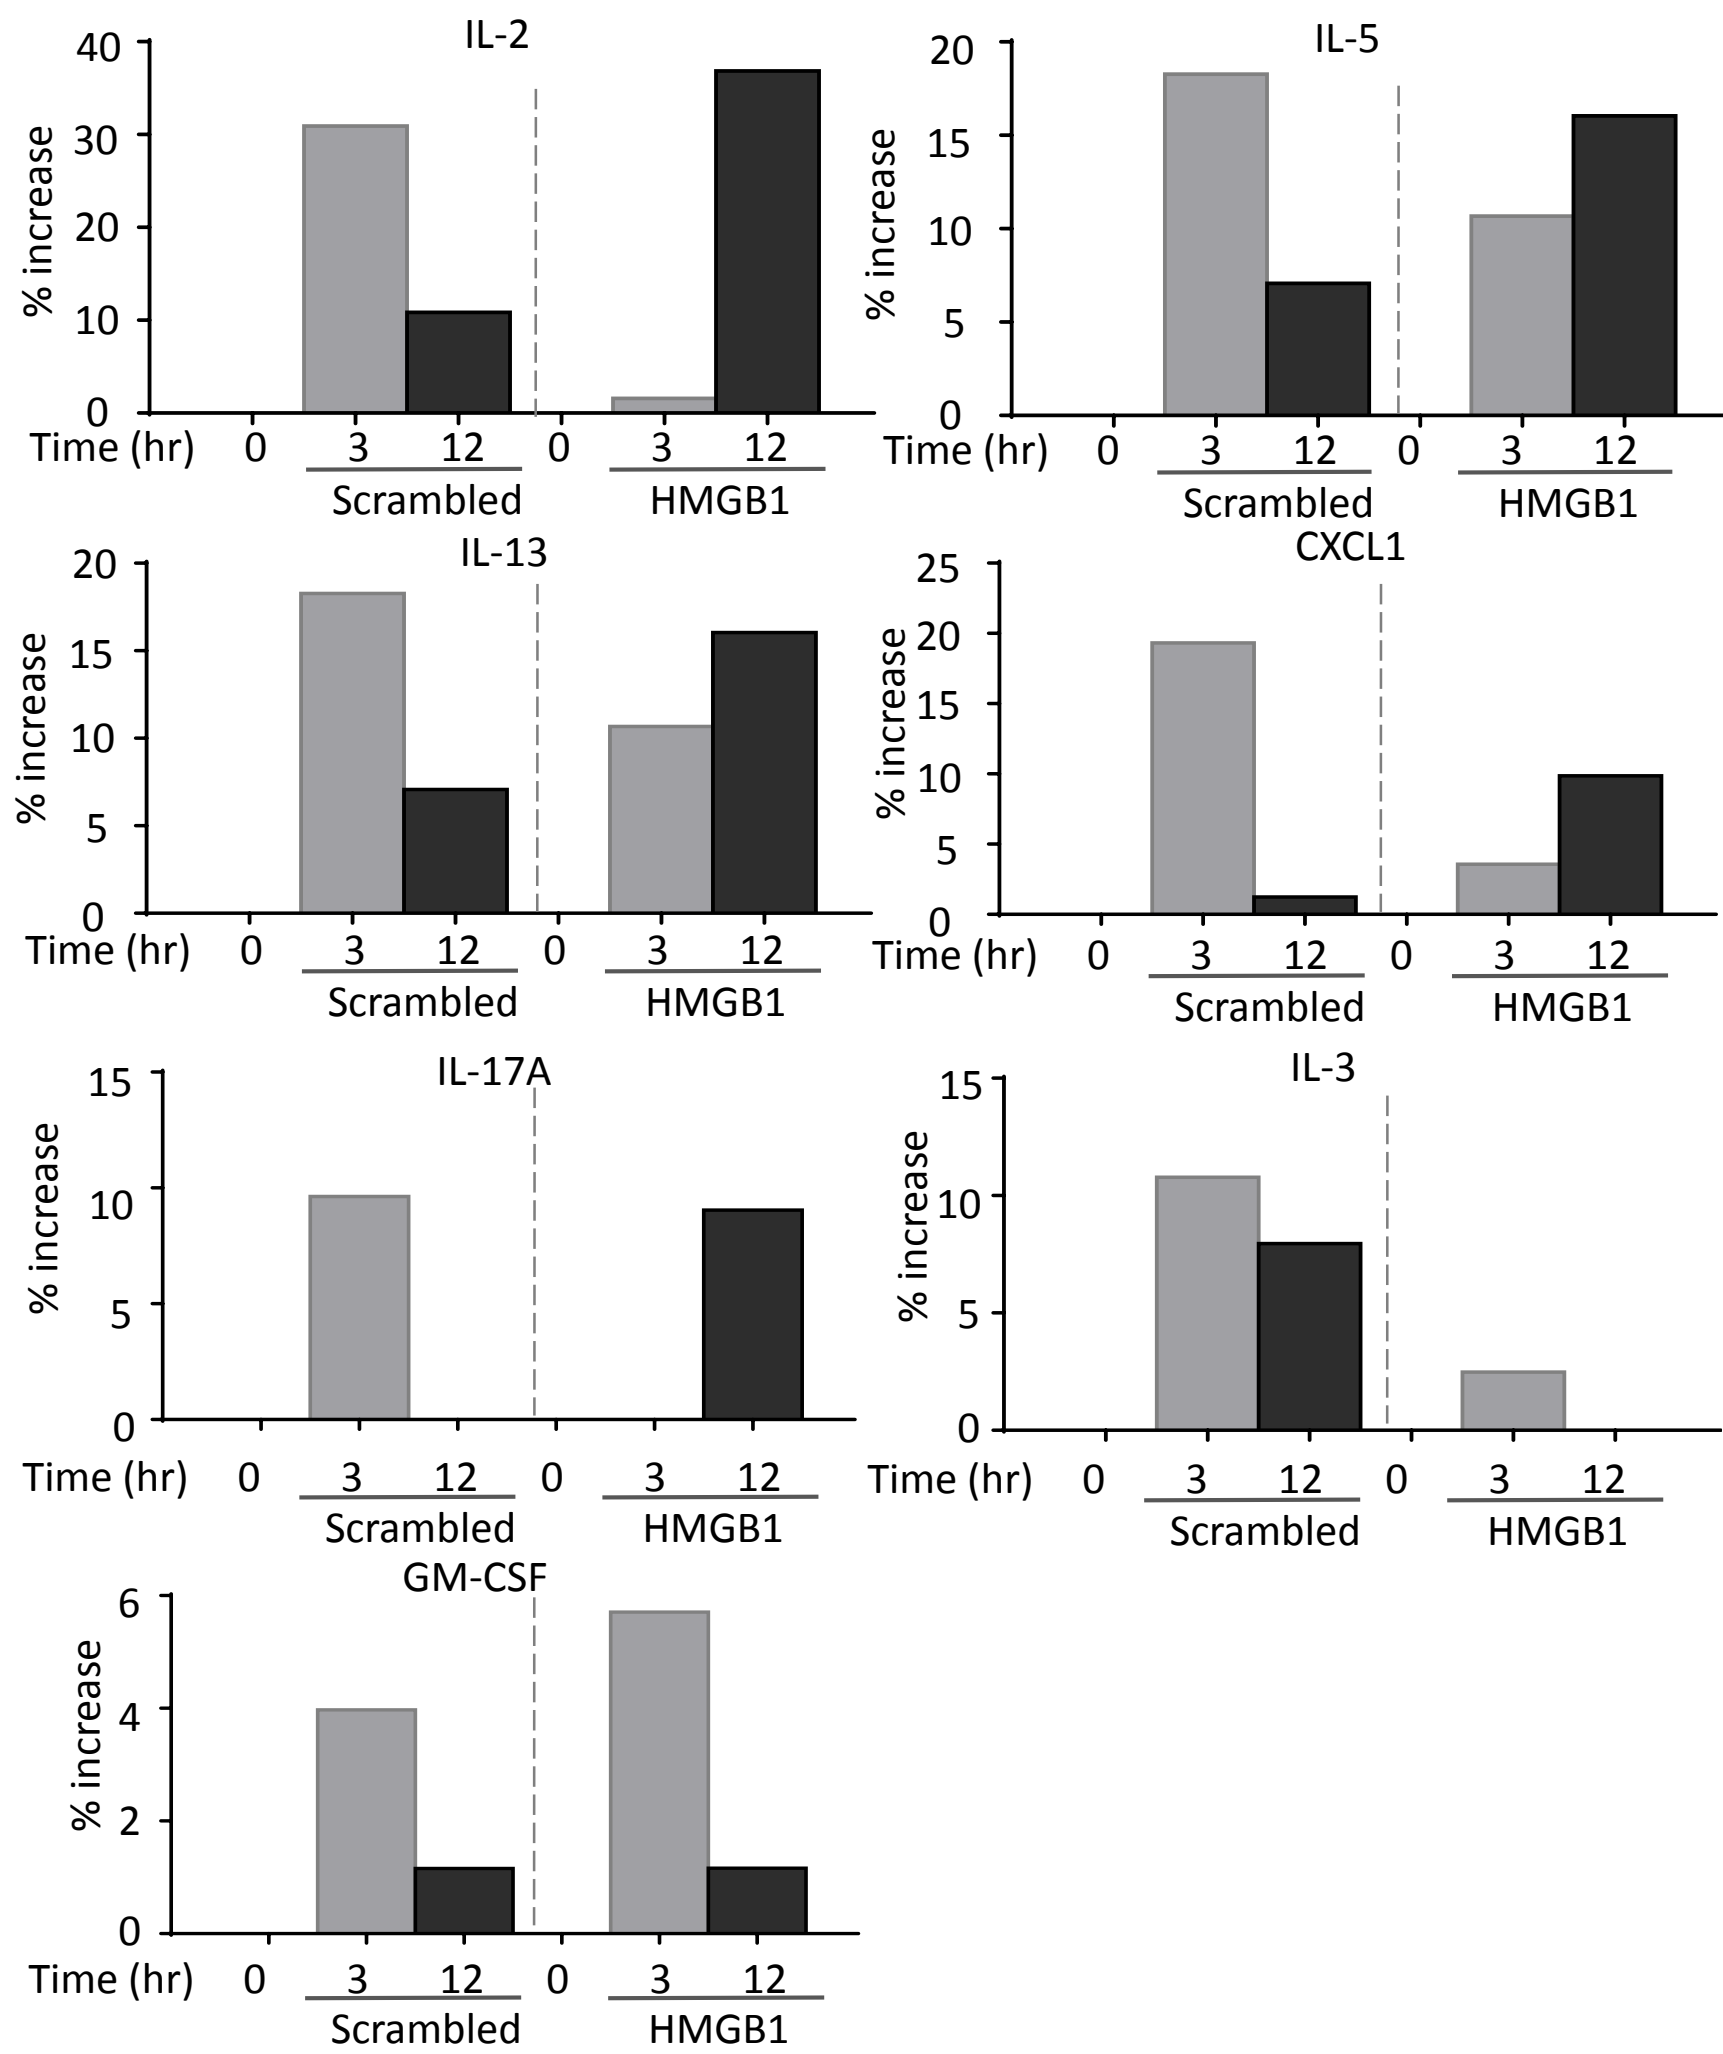 IL-2
40
30
20
10
0
% increase
Time (hr) 0 3 12 0 3 12
Scrambled HMGB1
IL-5
20
15
10
5
0
% increase
Time (hr) 0 3 12 0 3 12
Scrambled HMGB1
IL-13
20
15
10
5
0
% increase
Time (hr) 0 3 12 0 3 12
Scrambled HMGB1
CXCL1
25
20
15
10
5
0
% increase
Time (hr) 0 3 12 0 3 12
Scrambled HMGB1
IL-17A
15
10
5
0
% increase
Time (hr) 0 3 12 0 3 12
Scrambled HMGB1
IL-3
15
10
5
0
% increase
Time (hr) 0 3 12 0 3 12
Scrambled HMGB1
GM-CSF
6
4
2
0
% increase
Time (hr) 0 3 12 0 3 12
Scrambled HMGB1